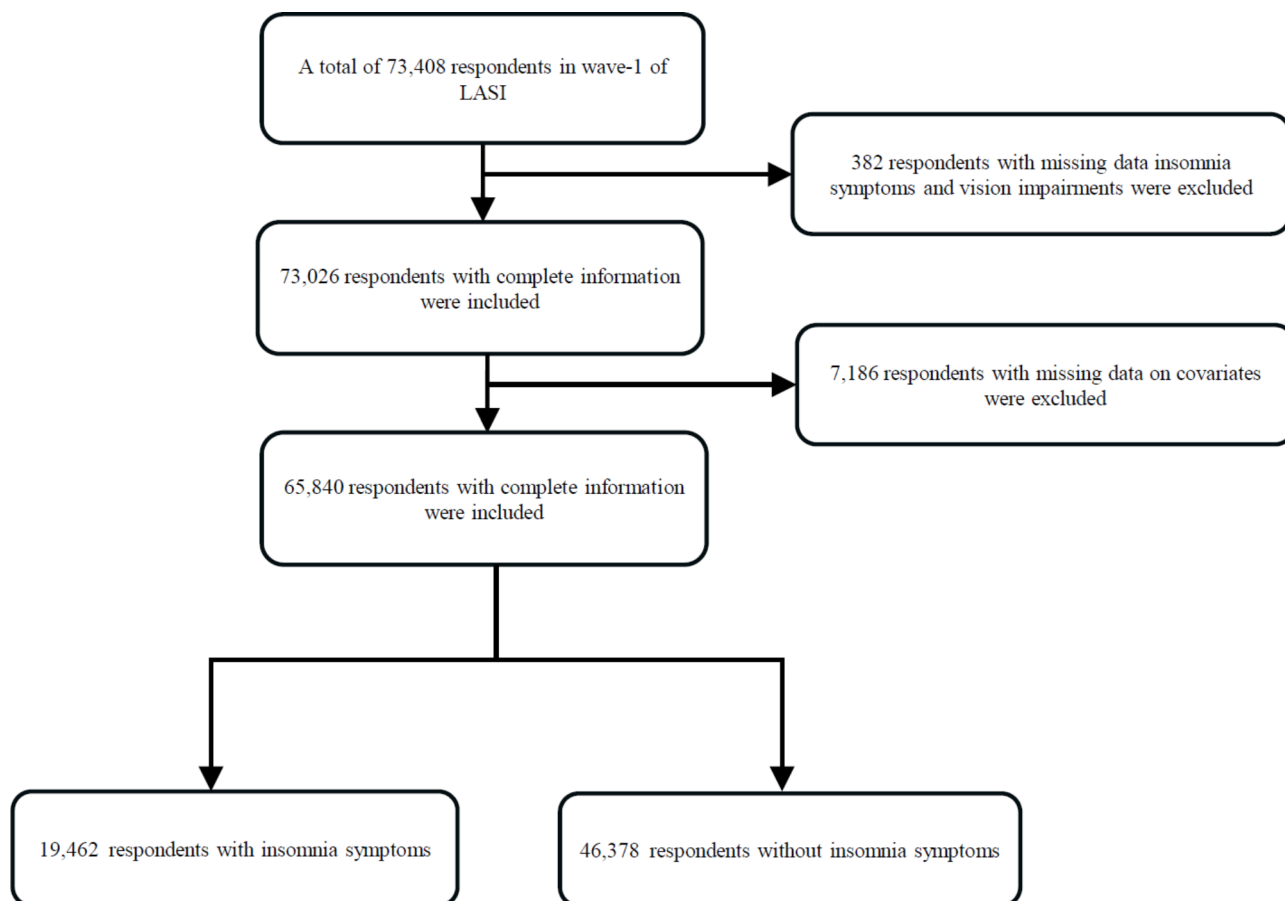 A total of 73,408 respondents in wave-1 of
LASI
382 respondents with missing data insomnia
symptoms and vision impairments were excluded
73,026 respondents with complete information
were included
7,186 respondents with missing data on covariates
were excluded
65,840 respondents with complete information
were included
19,462 respondents with insomnia symptoms
46,378 respondents without insomnia symptoms